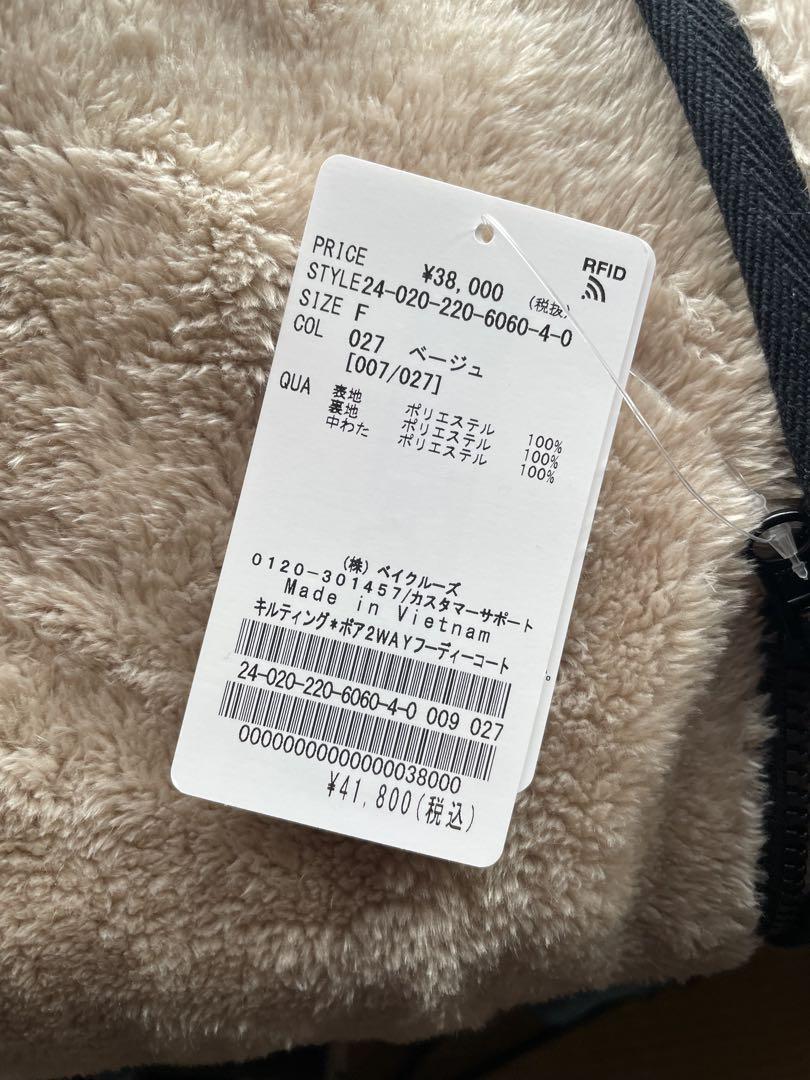 RFID
PRICE ¥38,000 (税抜)
STYLE 24-020-220-6060-4-0
SIZE F
COL 027 ベージュ
[007/027]
QUA 表地 ポリエステル 100%
裏地 ポリエステル 100%
中わた ポリエステル 100%
(株) ベイクルーズ
0120-301457/カスタマーサポート
Made in Vietnam
キルティング*ボア2WAYフーディーコート
24-020-220-6060-4-0 009 027
0000000000000038000
¥41,800(税込)